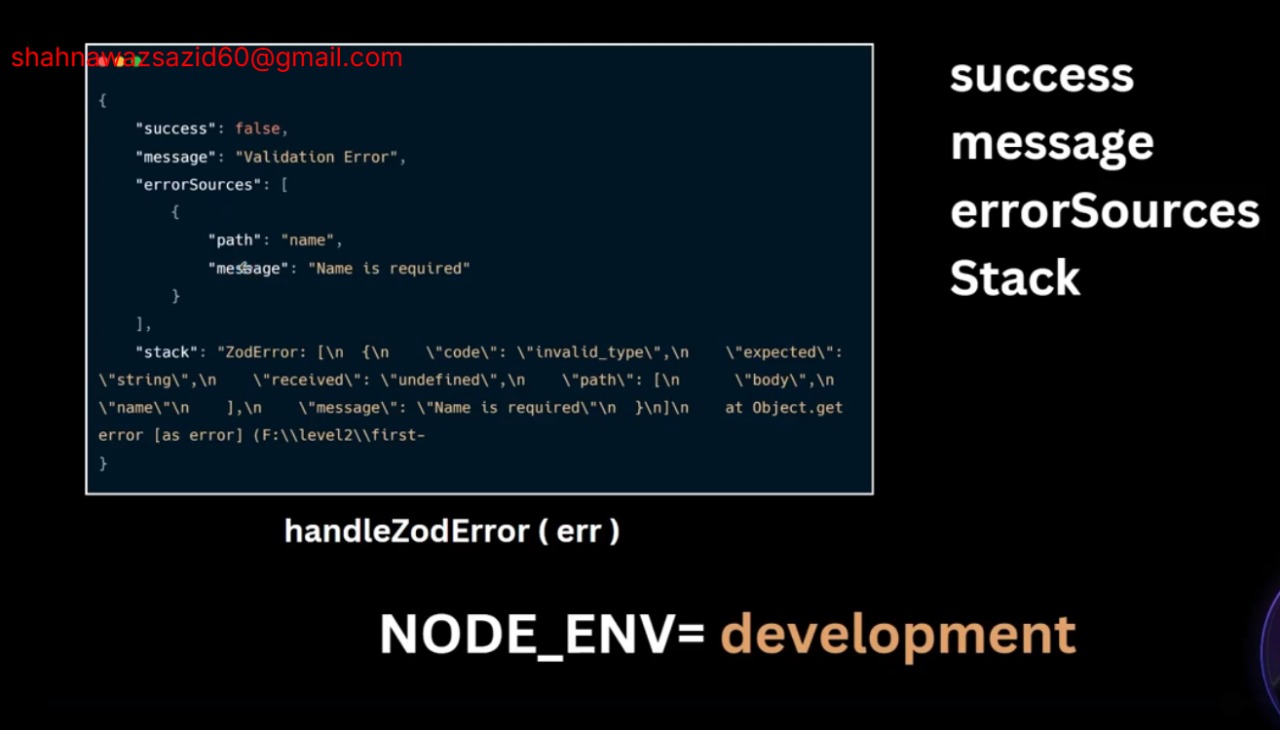 shahnawazsazid60@gmail.com
{
"success": false,
"message": "Validation Error",
"errorSources": [
{
"path": "name",
"message": "Name is required"
}
],
"stack": "ZodError: [\n  {\n    \"code\": \"invalid_type\",\n    \"expected\":
\"string\",\n    \"received\": \"undefined\",\n    \"path\": [\n      \"body\",\n
\"name\"\n    ],\n    \"message\": \"Name is required\"\n  }\n]\n    at Object.get
error [as error] (F:\\level2\\first-
}
success
message
errorSources
Stack
handleZodError ( err )
NODE_ENV= development